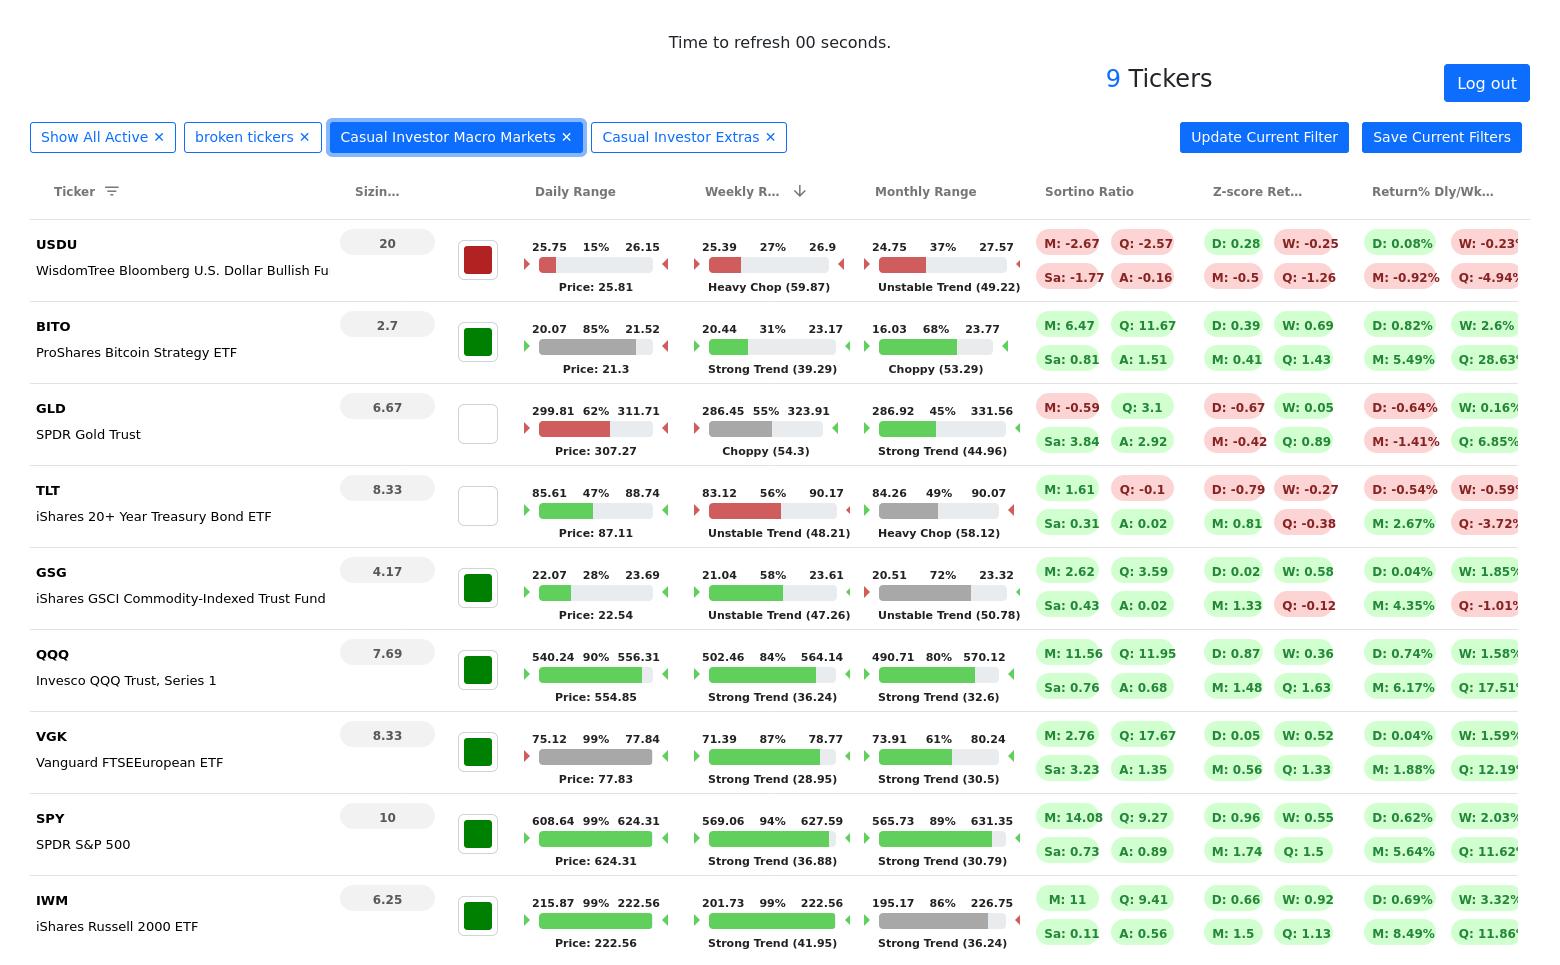 Time to refresh 00 seconds.
9 Tickers
Log out
Show All Active ✕ broken tickers ✕ Casual Investor Macro Markets ✕ Casual Investor Extras ✕ Update Current Filter Save Current Filters
Ticker Sizin... Daily Range Weekly R... Monthly Range Sortino Ratio Z-score Ret... Return% Dly/Wk...
USDU 20 25.75 15% 26.15 25.39 27% 26.9 24.75 37% 27.57 M: -2.67 Q: -2.57 D: 0.28 W: -0.25 D: 0.08% W: -0.23%
WisdomTree Bloomberg U.S. Dollar Bullish Fu Price: 25.81 Heavy Chop (59.87) Unstable Trend (49.22) Sa: -1.77 A: -0.16 M: -0.5 Q: -1.26 M: -0.92% Q: -4.94%
BITO 2.7 20.07 85% 21.52 20.44 31% 23.17 16.03 68% 23.77 M: 6.47 Q: 11.67 D: 0.39 W: 0.69 D: 0.82% W: 2.6%
ProShares Bitcoin Strategy ETF Price: 21.3 Strong Trend (39.29) Choppy (53.29) Sa: 0.81 A: 1.51 M: 0.41 Q: 1.43 M: 5.49% Q: 28.63%
GLD 6.67 299.81 62% 311.71 286.45 55% 323.91 286.92 45% 331.56 M: -0.59 Q: 3.1 D: -0.67 W: 0.05 D: -0.64% W: 0.16%
SPDR Gold Trust Price: 307.27 Choppy (54.3) Strong Trend (44.96) Sa: 3.84 A: 2.92 M: -0.42 Q: 0.89 M: -1.41% Q: 6.85%
TLT 8.33 85.61 47% 88.74 83.12 56% 90.17 84.26 49% 90.07 M: 1.61 Q: -0.1 D: -0.79 W: -0.27 D: -0.54% W: -0.59%
iShares 20+ Year Treasury Bond ETF Price: 87.11 Unstable Trend (48.21) Heavy Chop (58.12) Sa: 0.31 A: 0.02 M: 0.81 Q: -0.38 M: 2.67% Q: -3.72%
GSG 4.17 22.07 28% 23.69 21.04 58% 23.61 20.51 72% 23.32 M: 2.62 Q: 3.59 D: 0.02 W: 0.58 D: 0.04% W: 1.85%
iShares GSCI Commodity-Indexed Trust Fund Price: 22.54 Unstable Trend (47.26) Unstable Trend (50.78) Sa: 0.43 A: 0.02 M: 1.33 Q: -0.12 M: 4.35% Q: -1.01%
QQQ 7.69 540.24 90% 556.31 502.46 84% 564.14 490.71 80% 570.12 M: 11.56 Q: 11.95 D: 0.87 W: 0.36 D: 0.74% W: 1.58%
Invesco QQQ Trust, Series 1 Price: 554.85 Strong Trend (36.24) Strong Trend (32.6) Sa: 0.76 A: 0.68 M: 1.48 Q: 1.63 M: 6.17% Q: 17.51%
VGK 8.33 75.12 99% 77.84 71.39 87% 78.77 73.91 61% 80.24 M: 2.76 Q: 17.67 D: 0.05 W: 0.52 D: 0.04% W: 1.59%
Vanguard FTSEEuropean ETF Price: 77.83 Strong Trend (28.95) Strong Trend (30.5) Sa: 3.23 A: 1.35 M: 0.56 Q: 1.33 M: 1.88% Q: 12.19%
SPY 10 608.64 99% 624.31 569.06 94% 627.59 565.73 89% 631.35 M: 14.08 Q: 9.27 D: 0.96 W: 0.55 D: 0.62% W: 2.03%
SPDR S&P 500 Price: 624.31 Strong Trend (36.88) Strong Trend (30.79) Sa: 0.73 A: 0.89 M: 1.74 Q: 1.5 M: 5.64% Q: 11.62%
IWM 6.25 215.87 99% 222.56 201.73 99% 222.56 195.17 86% 226.75 M: 11 Q: 9.41 D: 0.66 W: 0.92 D: 0.69% W: 3.32%
iShares Russell 2000 ETF Price: 222.56 Strong Trend (41.95) Strong Trend (36.24) Sa: 0.11 A: 0.56 M: 1.5 Q: 1.13 M: 8.49% Q: 11.86%